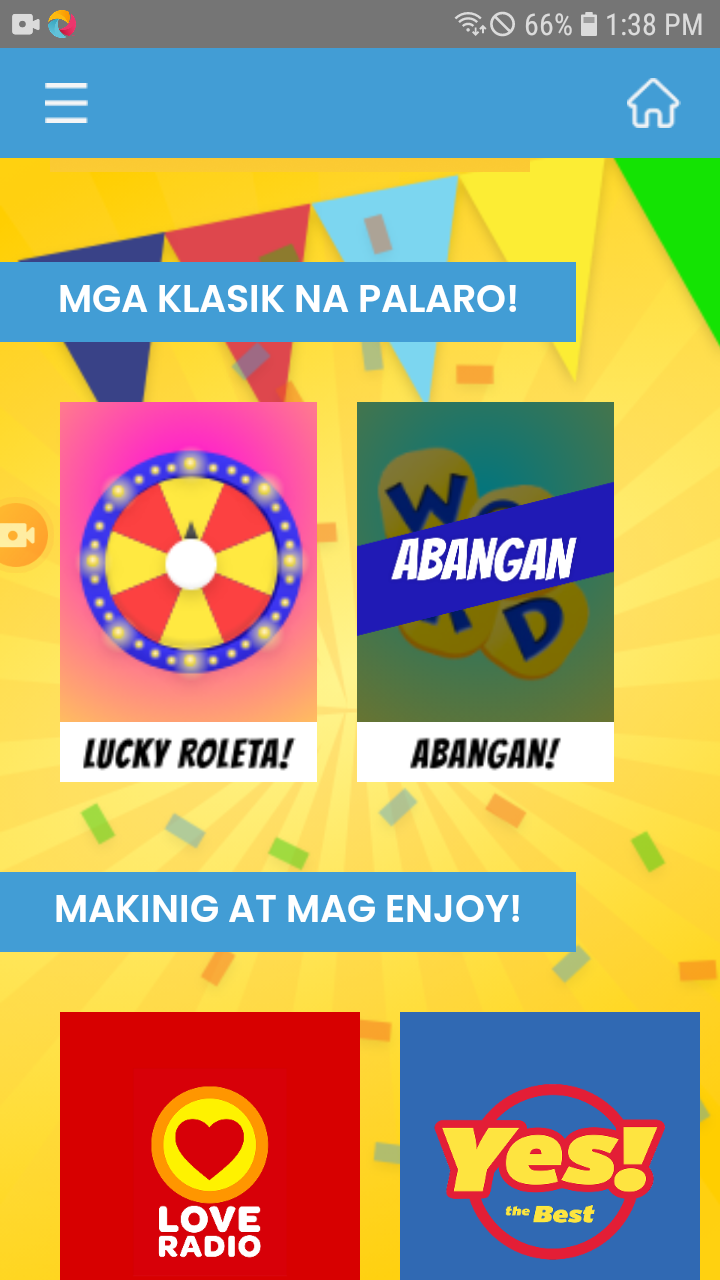 66% 1:38 PM
MGA KLASIK NA PALARO!
ABANGAN
LUCKY ROLETA!
ABANGAN!
MAKINIG AT MAG ENJOY!
LOVE
RADIO
Yes!
the Best